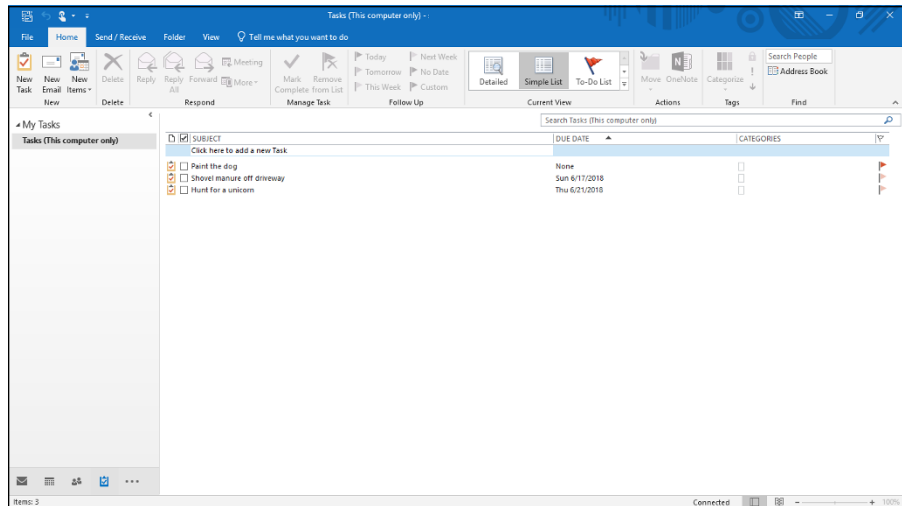 Tasks (This computer only) - :
File Home Send / Receive Folder View Tell me what you want to do
New Task
New Email
New Items
Delete
Reply
Reply All
Forward
Meeting
More
Mark Complete
Remove from List
Today
Tomorrow
This Week
Next Week
No Date
Custom
Detailed
Simple List
To-Do List
Move
OneNote
Categorize
Search People
Address Book
New Delete Respond Manage Task Follow Up Current View Actions Tags Find
My Tasks
Tasks (This computer only)
Search Tasks (This computer only)
SUBJECT DUE DATE CATEGORIES
Click here to add a new Task
Paint the dog None
Shovel manure off driveway Sun 6/17/2018
Hunt for a unicorn Thu 6/21/2018
Items: 3 Connected 100%